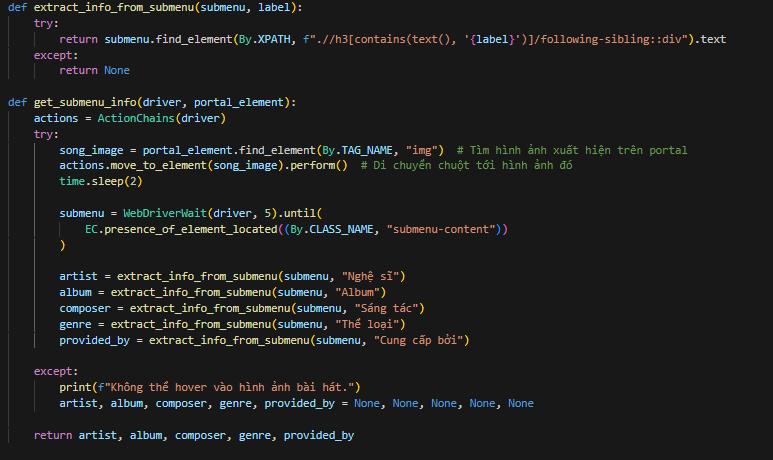 def extract_info_from_submenu(submenu, label):
    try:
        return submenu.find_element(By.XPATH, f".//h3[contains(text(), '{label}')]/following-sibling::div").text
    except:
        return None

def get_submenu_info(driver, portal_element):
    actions = ActionChains(driver)
    try:
        song_image = portal_element.find_element(By.TAG_NAME, "img")  # Tìm hình ảnh xuất hiện trên portal
        actions.move_to_element(song_image).perform()  # Di chuyển chuột tới hình ảnh đó
        time.sleep(2)

        submenu = WebDriverWait(driver, 5).until(
            EC.presence_of_element_located((By.CLASS_NAME, "submenu-content"))
        )

        artist = extract_info_from_submenu(submenu, "Nghệ sĩ")
        album = extract_info_from_submenu(submenu, "Album")
        composer = extract_info_from_submenu(submenu, "Sáng tác")
        genre = extract_info_from_submenu(submenu, "Thể loại")
        provided_by = extract_info_from_submenu(submenu, "Cung cấp bởi")

    except:
        print(f"Không thể hover vào hình ảnh bài hát.")
        artist, album, composer, genre, provided_by = None, None, None, None, None

    return artist, album, composer, genre, provided_by